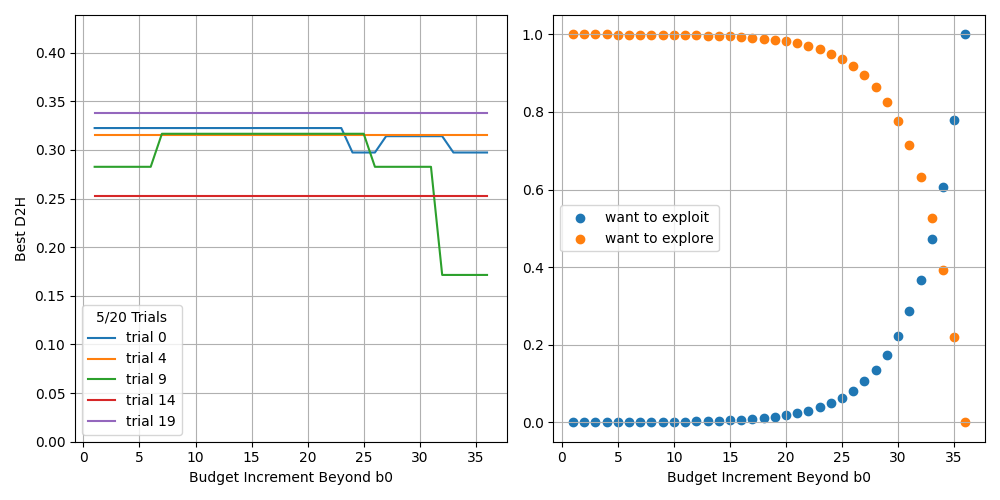 0.40
0.35
0.30
0.25
0.20
0.15
0.10
0.05
0.00
Best D2H
5/20 Trials
trial 0
trial 4
trial 9
trial 14
trial 19
0 5 10 15 20 25 30 35
Budget Increment Beyond b0
1.0
0.8
0.6
0.4
0.2
0.0
want to exploit
want to explore
0 5 10 15 20 25 30 35
Budget Increment Beyond b0